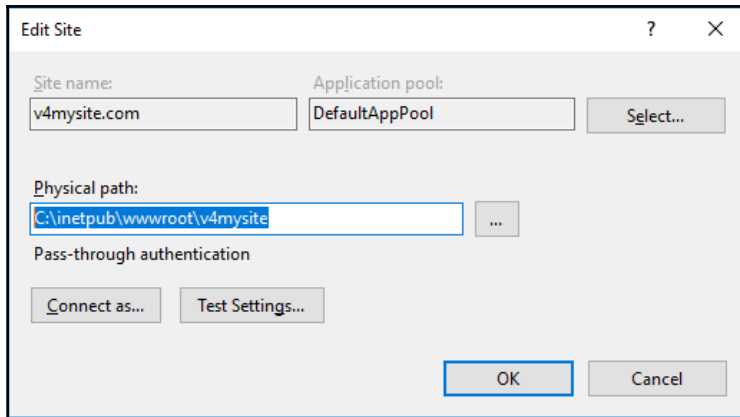 Edit Site ? ×
Site name: Application pool:
v4mysite.com DefaultAppPool Select...
Physical path:
C:\inetpub\wwwroot\v4mysite ...
Pass-through authentication
Connect as... Test Settings...
OK Cancel